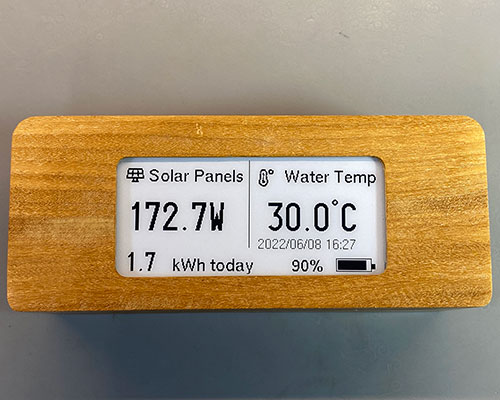 Solar Panels
172.7W
1.7 kWh today
Water Temp
30.0°C
2022/06/08 16:27
90%